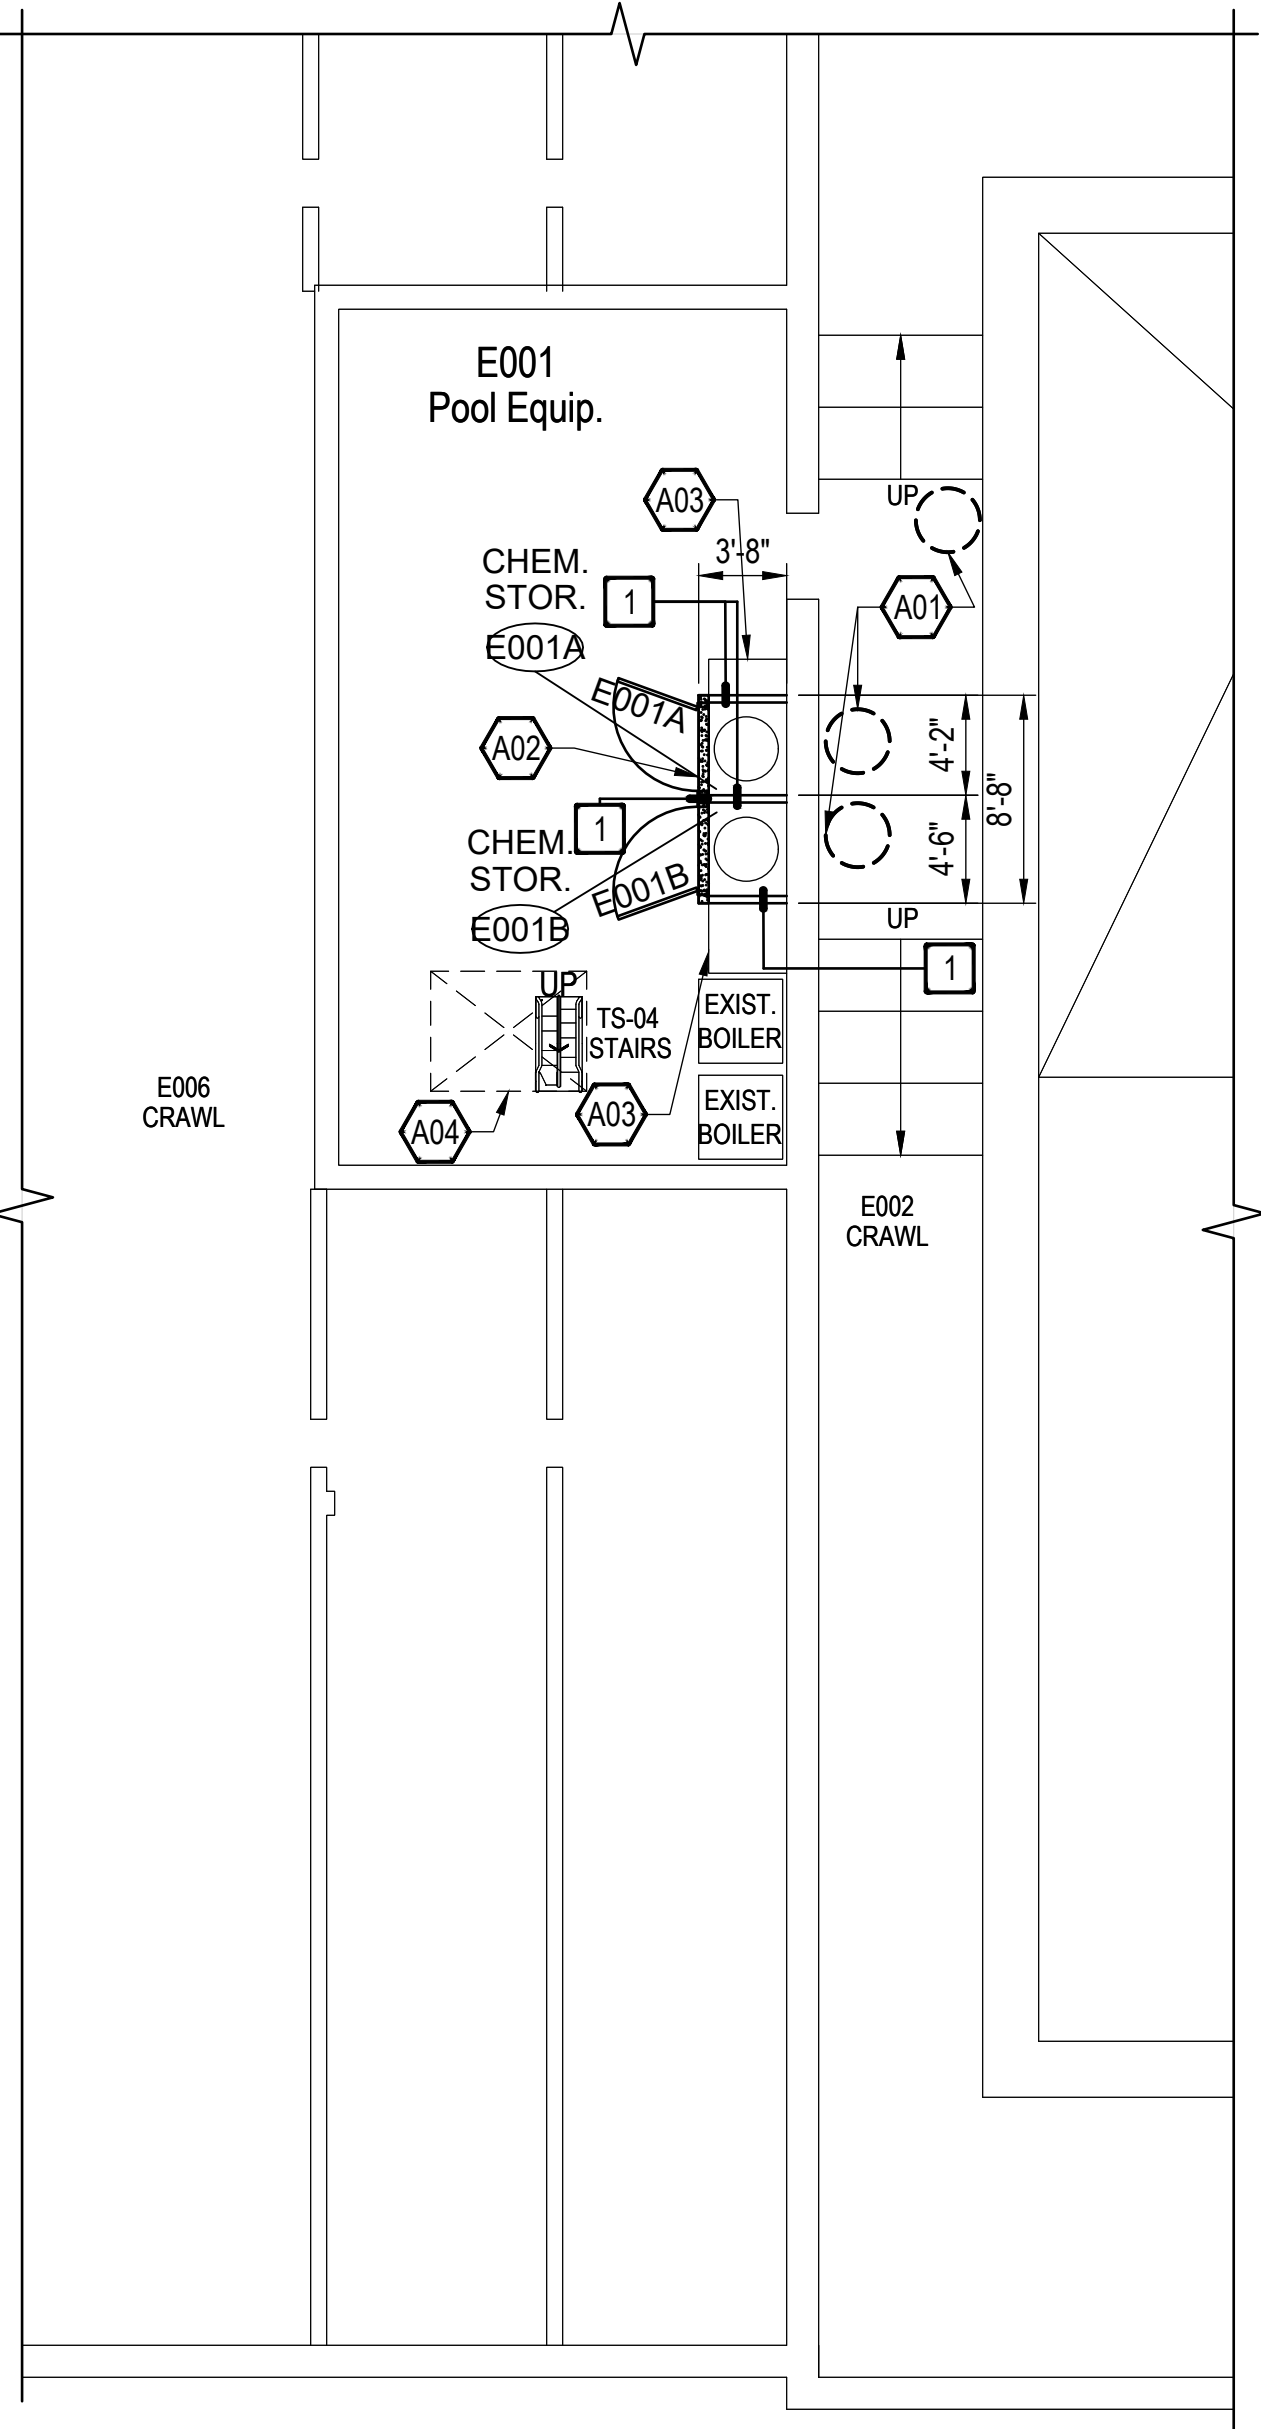 E001
Pool Equip.
A03
UP
3'-8"
CHEM.
STOR.
1
A01
E001A
E001A
A02
4'-2"
8'-8"
1
CHEM.
STOR.
4'-6"
E001B
E001B
UP
1
UP
TS-04
STAIRS
EXIST.
BOILER
E006
CRAWL
A04
A03
EXIST.
BOILER
E002
CRAWL